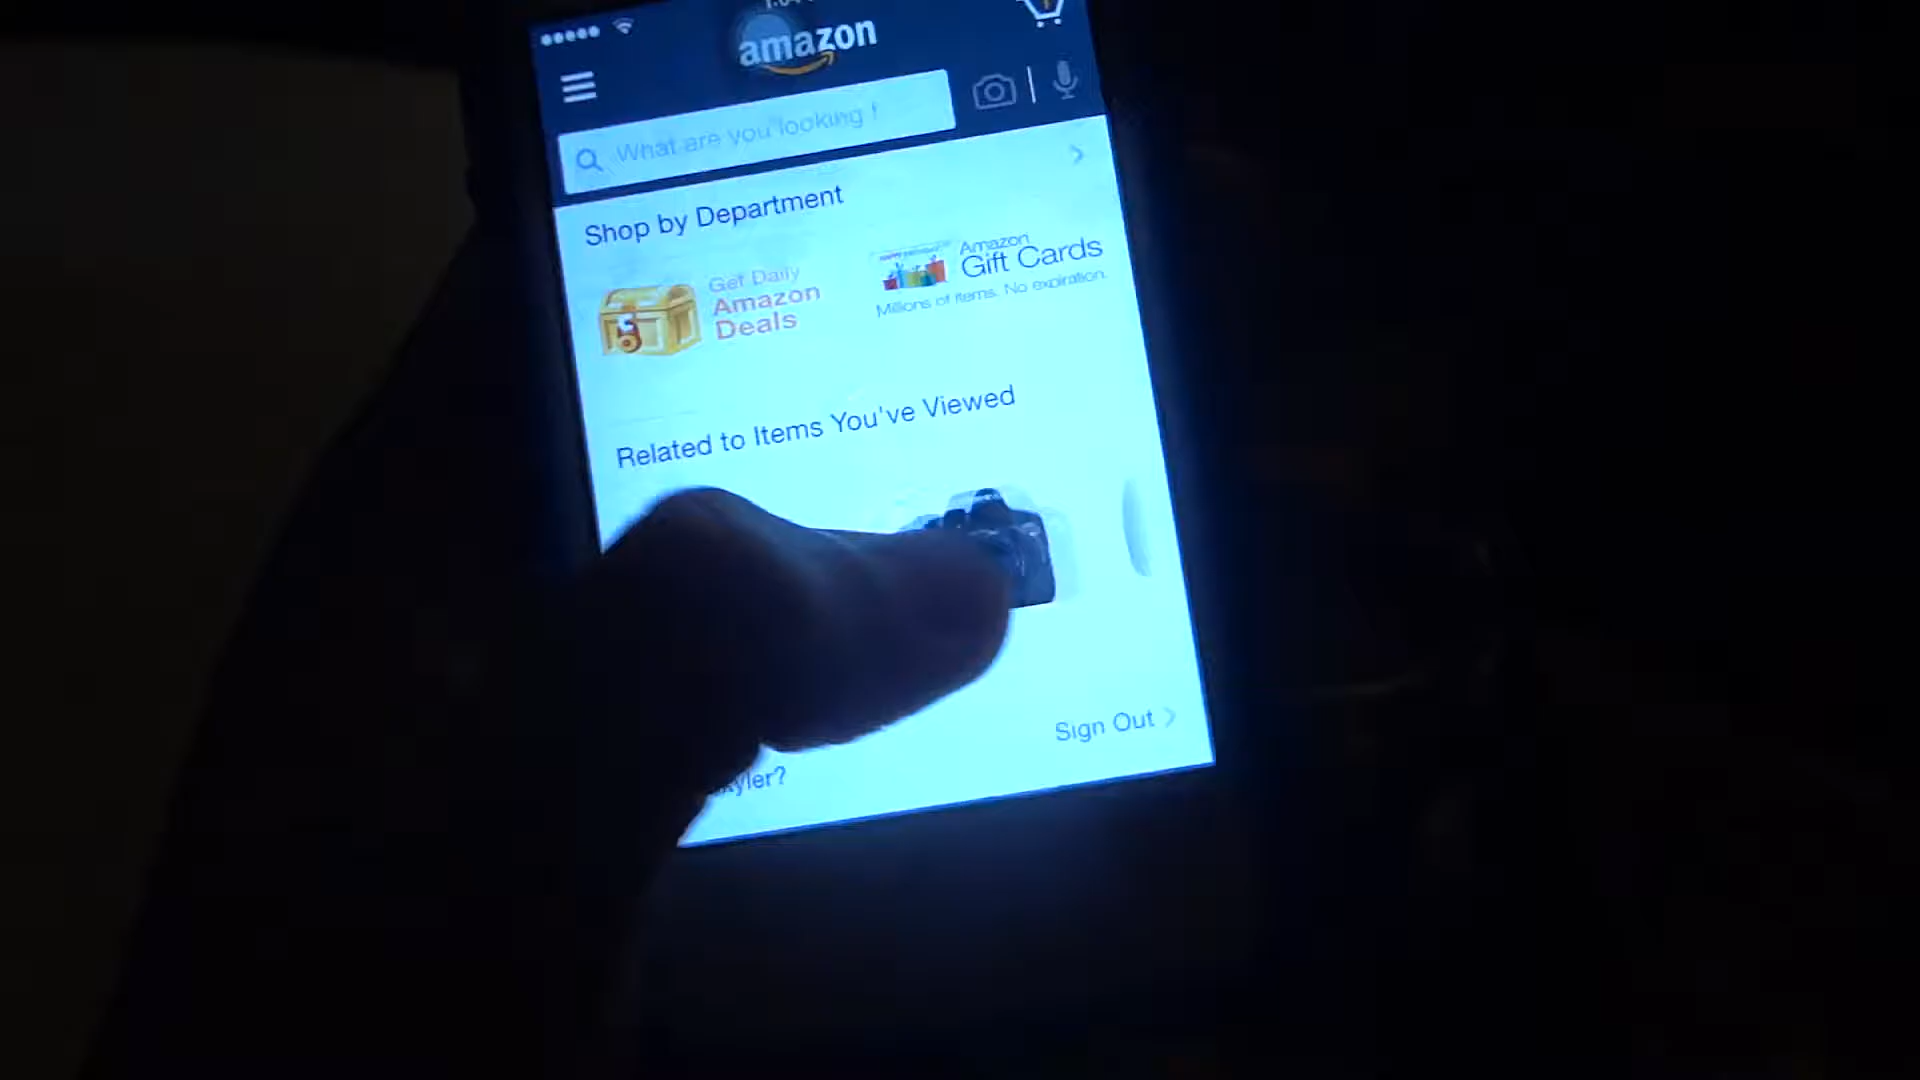 amazon
What are you looking f
Shop by Department
Get Daily
Amazon
Deals
Amazon
Gift Cards
Millions of items. No expiration.
Related to Items You've Viewed
Sign Out
kyler?